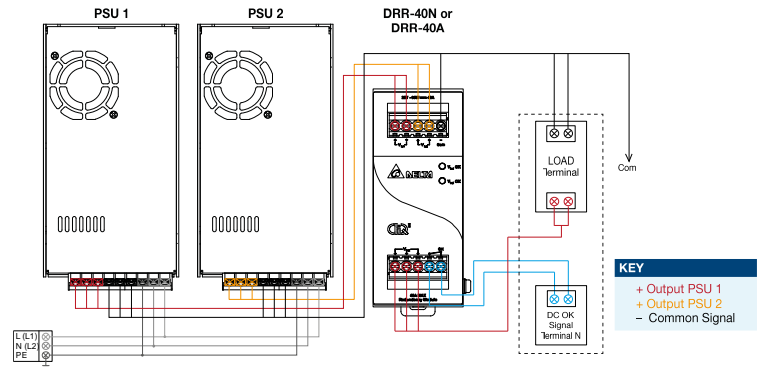 PSU 1
PSU 2
DRR-40N or
DRR-40A
DELTA
LOAD
Terminal
Com
DC OK
Signal
Terminal N
L (L1)
N (L2)
PE
KEY
+ Output PSU 1
+ Output PSU 2
– Common Signal